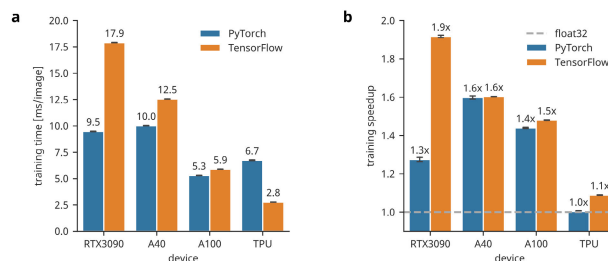 a
20.0
17.5
15.0
12.5
10.0
7.5
5.0
2.5
0.0
training time [ms/image]
PyTorch
TensorFlow
9.5
17.9
10.0
12.5
5.3
5.9
6.7
2.8
RTX3090 A40 A100 TPU
device
b
2.0
1.8
1.6
1.4
1.2
1.0
training speedup
float32
PyTorch
TensorFlow
1.3x
1.9x
1.6x
1.6x
1.4x
1.5x
1.0x
1.1x
RTX3090 A40 A100 TPU
device